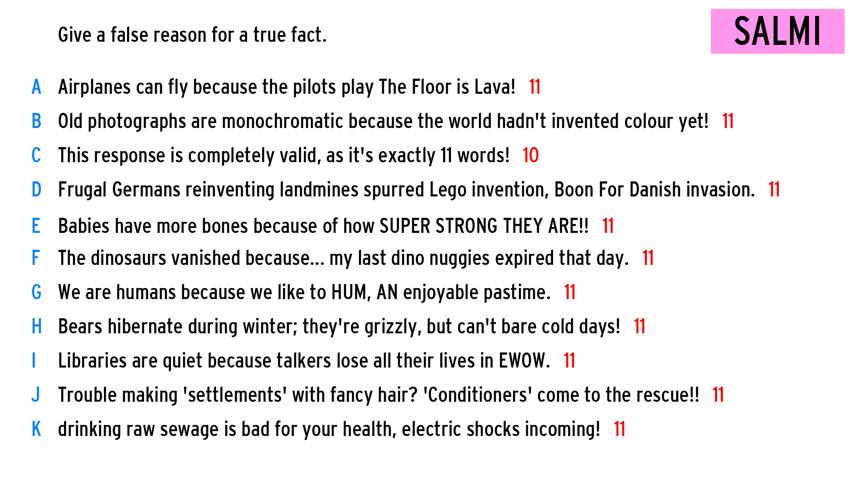 Give a false reason for a true fact.
SALMI
A Airplanes can fly because the pilots play The Floor is Lava! 11
B Old photographs are monochromatic because the world hadn't invented colour yet! 11
C This response is completely valid, as it's exactly 11 words! 10
D Frugal Germans reinventing landmines spurred Lego invention, Boon For Danish invasion. 11
E Babies have more bones because of how SUPER STRONG THEY ARE!! 11
F The dinosaurs vanished because... my last dino nuggies expired that day. 11
G We are humans because we like to HUM, AN enjoyable pastime. 11
H Bears hibernate during winter; they're grizzly, but can't bare cold days! 11
I Libraries are quiet because talkers lose all their lives in EWOW. 11
J Trouble making 'settlements' with fancy hair? 'Conditioners' come to the rescue!! 11
K drinking raw sewage is bad for your health, electric shocks incoming! 11